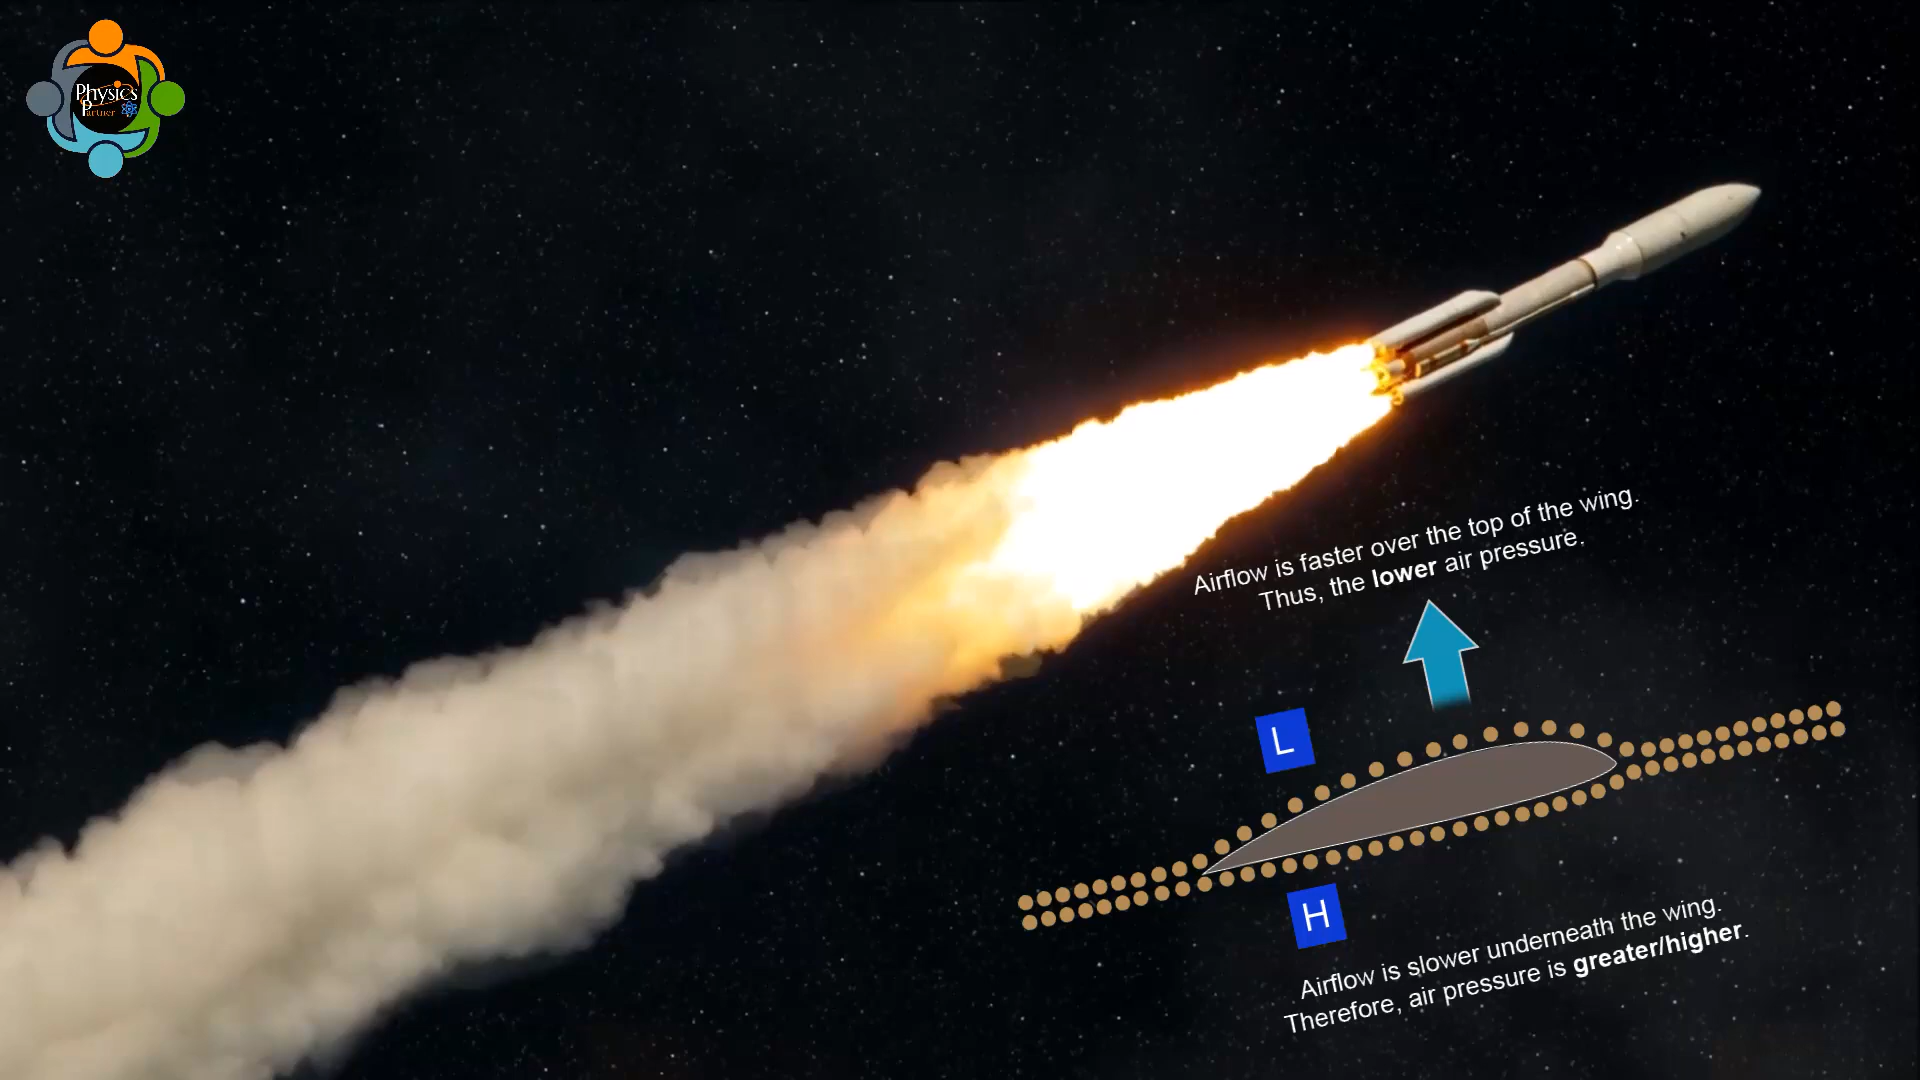 Physics
Partner
Airflow is faster over the top of the wing.
Thus, the lower air pressure.
L
H
Airflow is slower underneath the wing.
Therefore, air pressure is greater/higher.